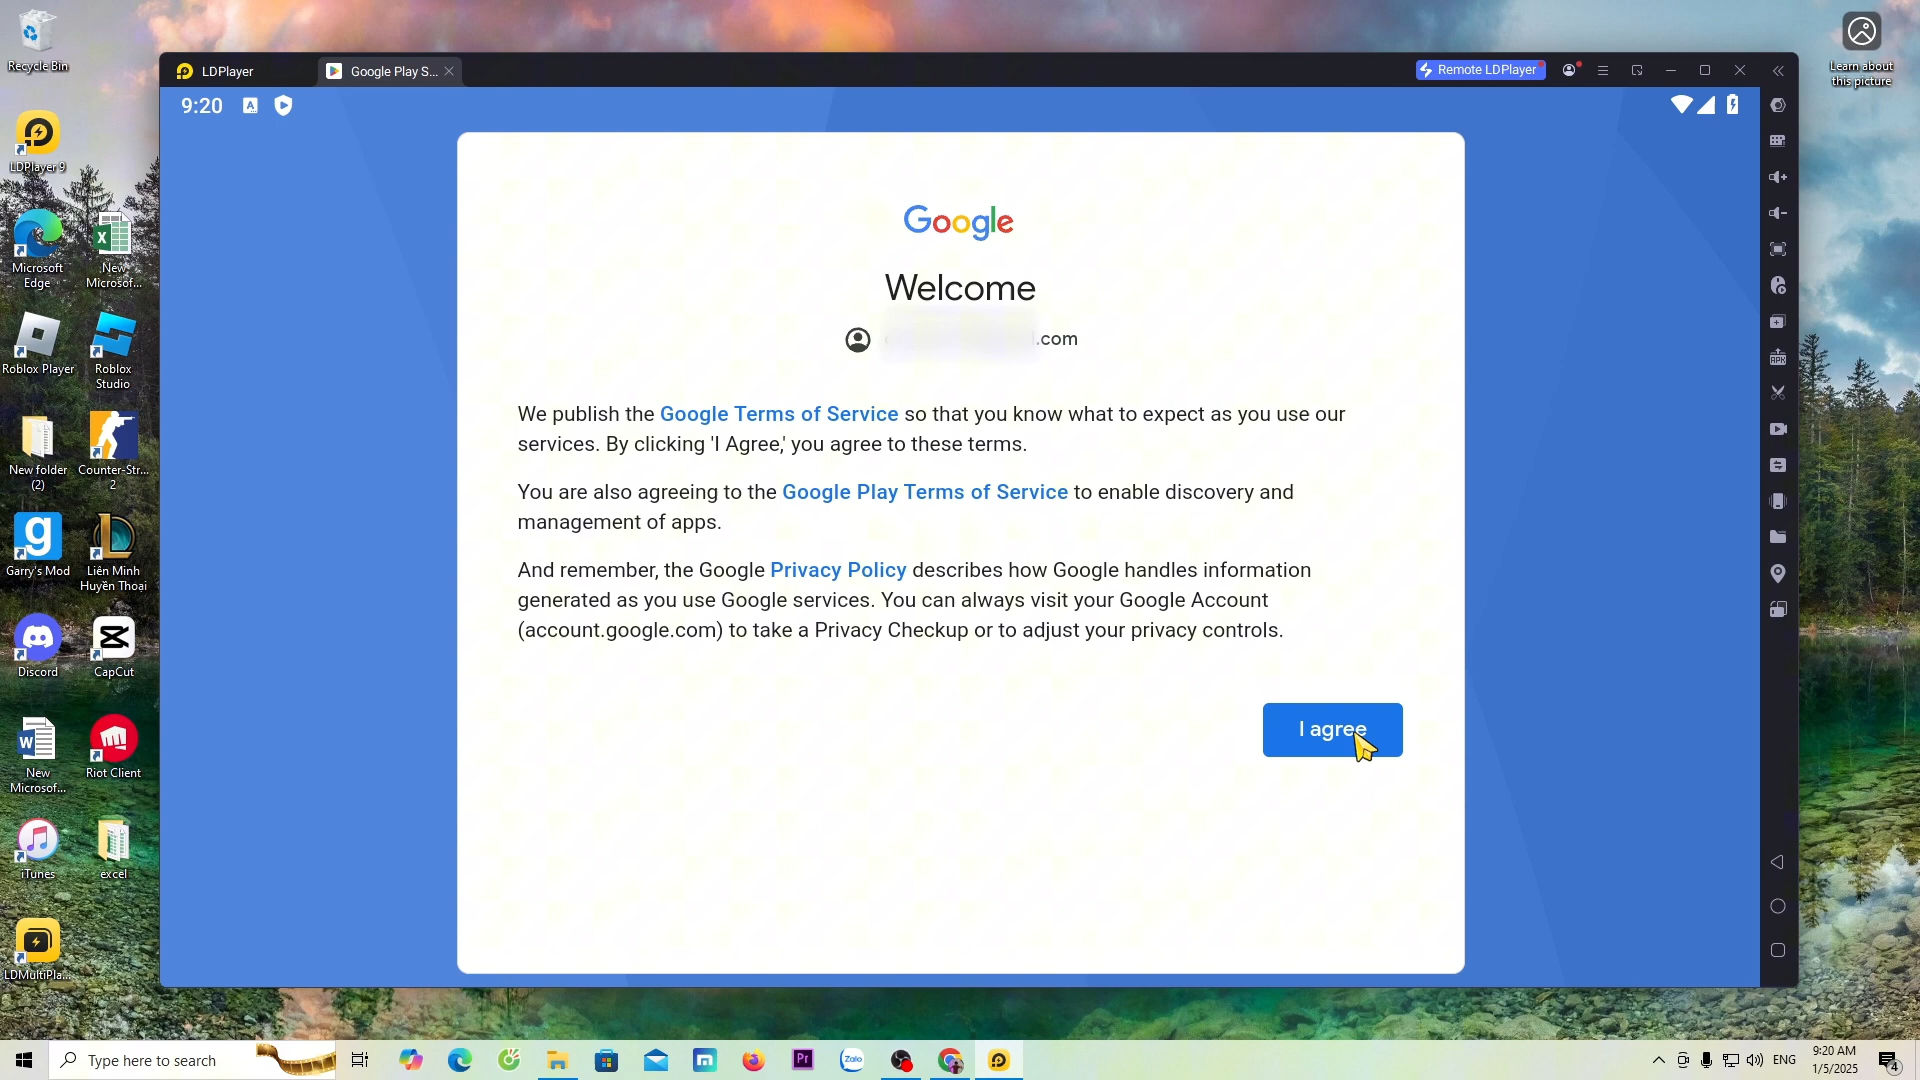 Recycle Bin
LDPlayer 9
Microsoft
Edge
New
Microsof...
Roblox Player
Roblox
Studio
New folder
(2)
Counter-Str...
2
Garry's Mod
Liên Minh
Huyền Thoại
Discord
CapCut
New
Microsof...
Riot Client
iTunes
excel
LDMultiPla...
Learn about
this picture
LDPlayer
Google Play S...
Remote LDPlayer
9:20
Google
Welcome
.com
We publish the Google Terms of Service so that you know what to expect as you use our
services. By clicking 'I Agree,' you agree to these terms.
You are also agreeing to the Google Play Terms of Service to enable discovery and
management of apps.
And remember, the Google Privacy Policy describes how Google handles information
generated as you use Google services. You can always visit your Google Account
(account.google.com) to take a Privacy Checkup or to adjust your privacy controls.
I agree
Type here to search
Pr
Zalo
ENG
9:20 AM
1/5/2025
4